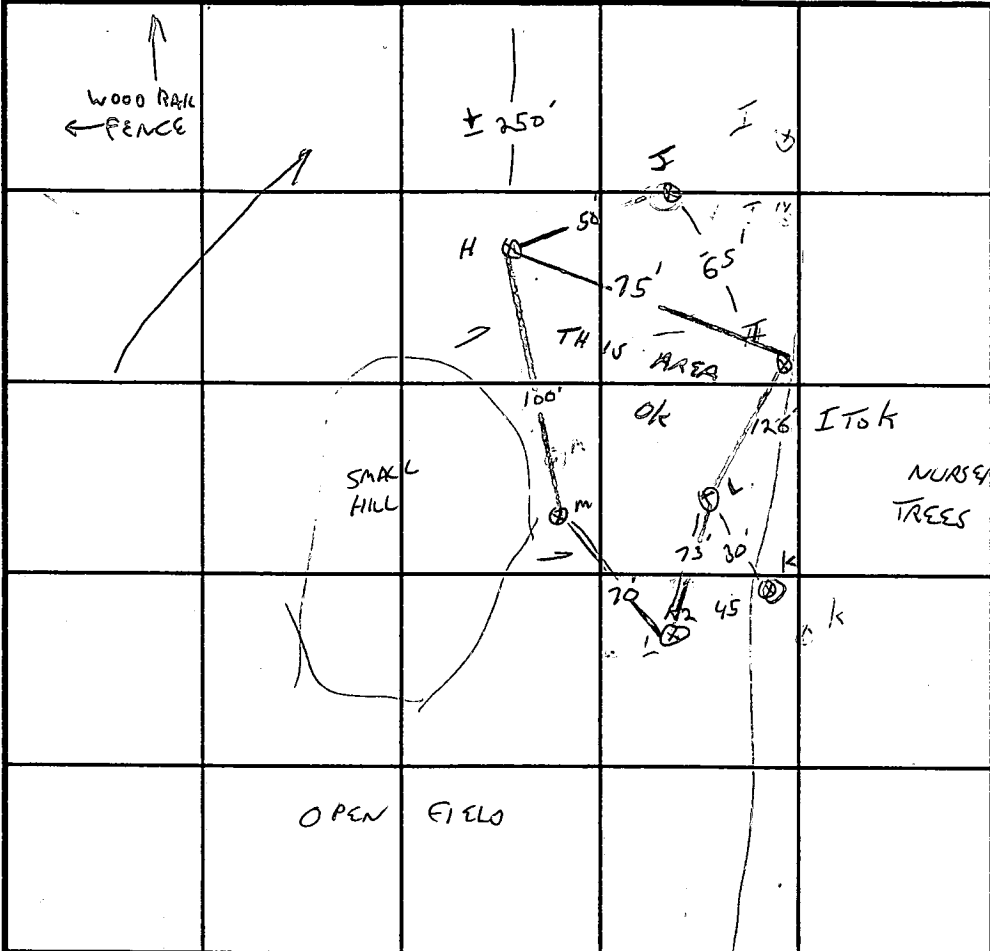 WOOD RAIL
← FENCE
± 250'
I
J
H
50'
75'
65'
THIS
AREA
OK
100'
126'
I TO K
SMALL
HILL
m
L
TREES
73'
30'
K
70'
45
K
OPEN FIELD